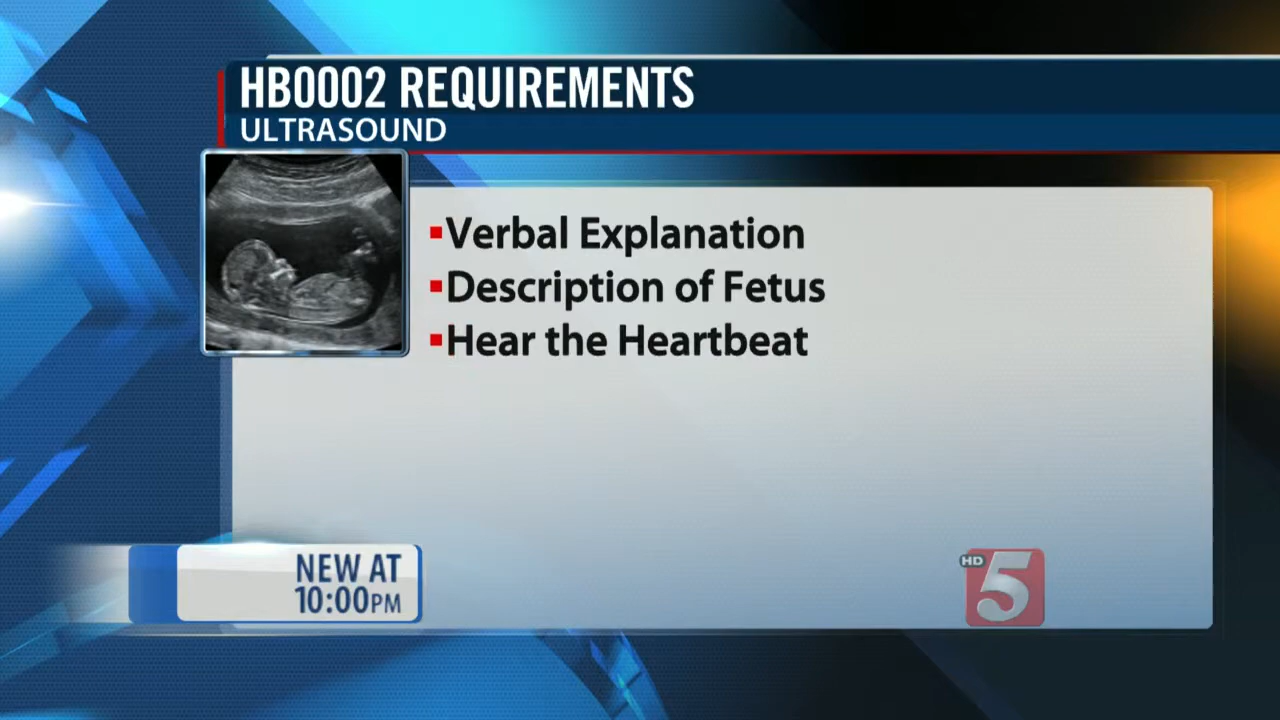 HB0002 REQUIREMENTS
ULTRASOUND
Verbal Explanation
Description of Fetus
Hear the Heartbeat
NEW AT
10:00PM
HD
5